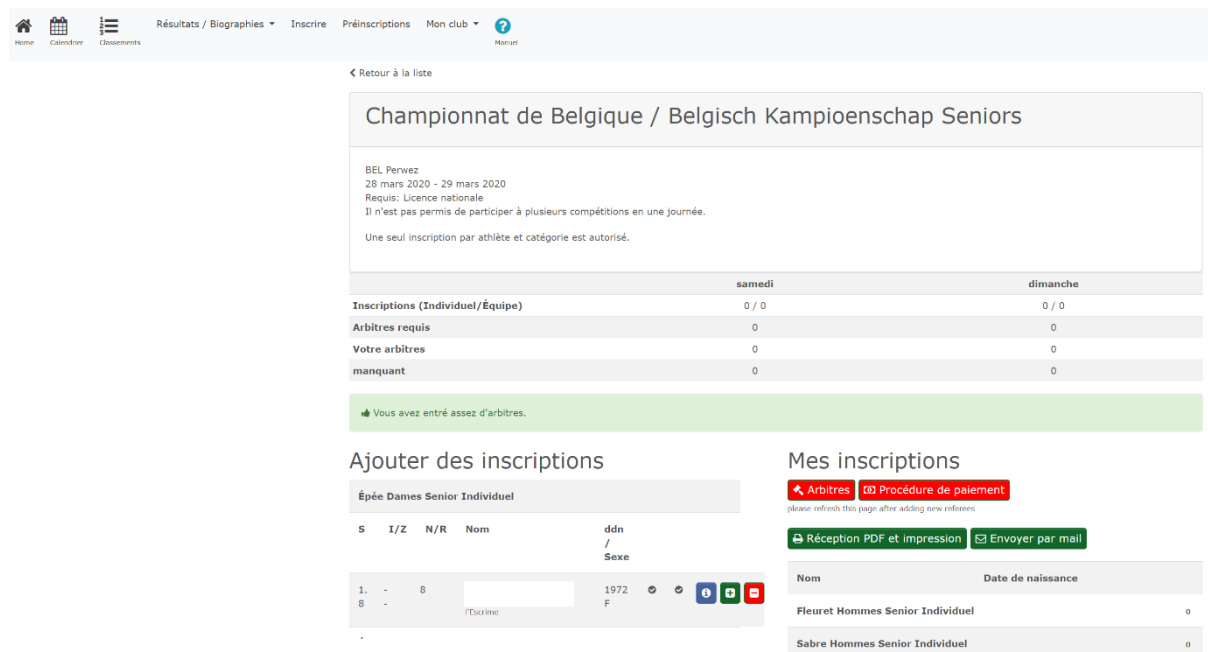 Résultats / Biographies Inscrire Préinscriptions Mon club
Home Calendrier Classements Manuel
Retour à la liste
Championnat de Belgique / Belgisch Kampioenschap Seniors
BEL Perwez
28 mars 2020 - 29 mars 2020
Requis: Licence nationale
Il n'est pas permis de participer à plusieurs compétitions en une journée.
Une seul inscription par athlète et catégorie est autorisé.
samedi dimanche
Inscriptions (Individuel/Équipe) 0 / 0 0 / 0
Arbitres requis 0 0
Votre arbitres 0 0
manquant 0 0
Vous avez entré assez d'arbitres.
Ajouter des inscriptions
Épée Dames Senior Individuel
S I/Z N/R Nom ddn
/
Sexe
1. - 8 1972
8 - F
l'Escrime
Mes inscriptions
Arbitres Procédure de paiement
please refresh this page after adding new referees
Réception PDF et impression Envoyer par mail
Nom Date de naissance
Fleuret Hommes Senior Individuel 0
Sabre Hommes Senior Individuel 0